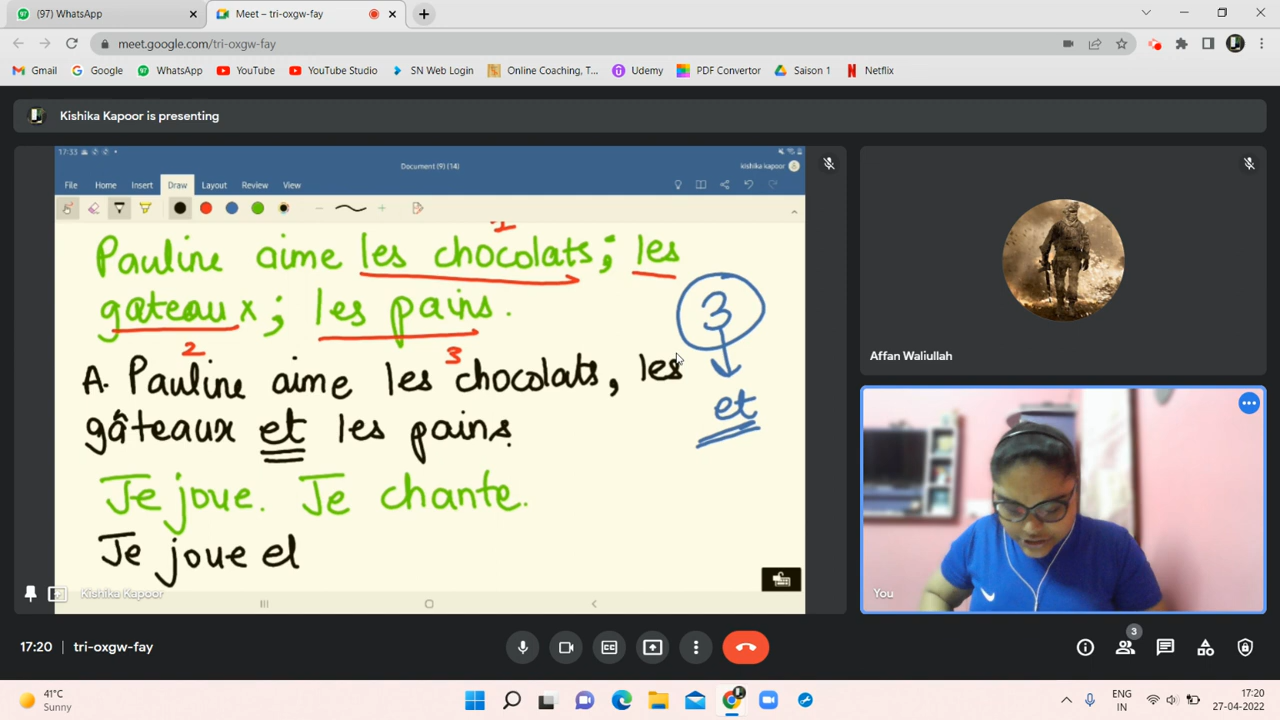 (97) WhatsApp
Meet – tri-oxgw-fay
meet.google.com/tri-oxgw-fay
Gmail Google WhatsApp YouTube YouTube Studio SN Web Login Online Coaching, T... Udemy PDF Convertor Saison 1 Netflix
Kishika Kapoor is presenting
17:33
Document (9) (14)
kishika kapoor
File Home Insert Draw Layout Review View
1
Pauline aime les chocolats; les
gateaux; les pains.
2 3
3
A. Pauline aime les chocolats, les
gâteaux et les pains.
et
Je joue. Je chante.
Je joue el
Kishika Kapoor
Affan Waliullah
You
17:20 tri-oxgw-fay
3
41°C
Sunny
ENG
IN
17:20
27-04-2022